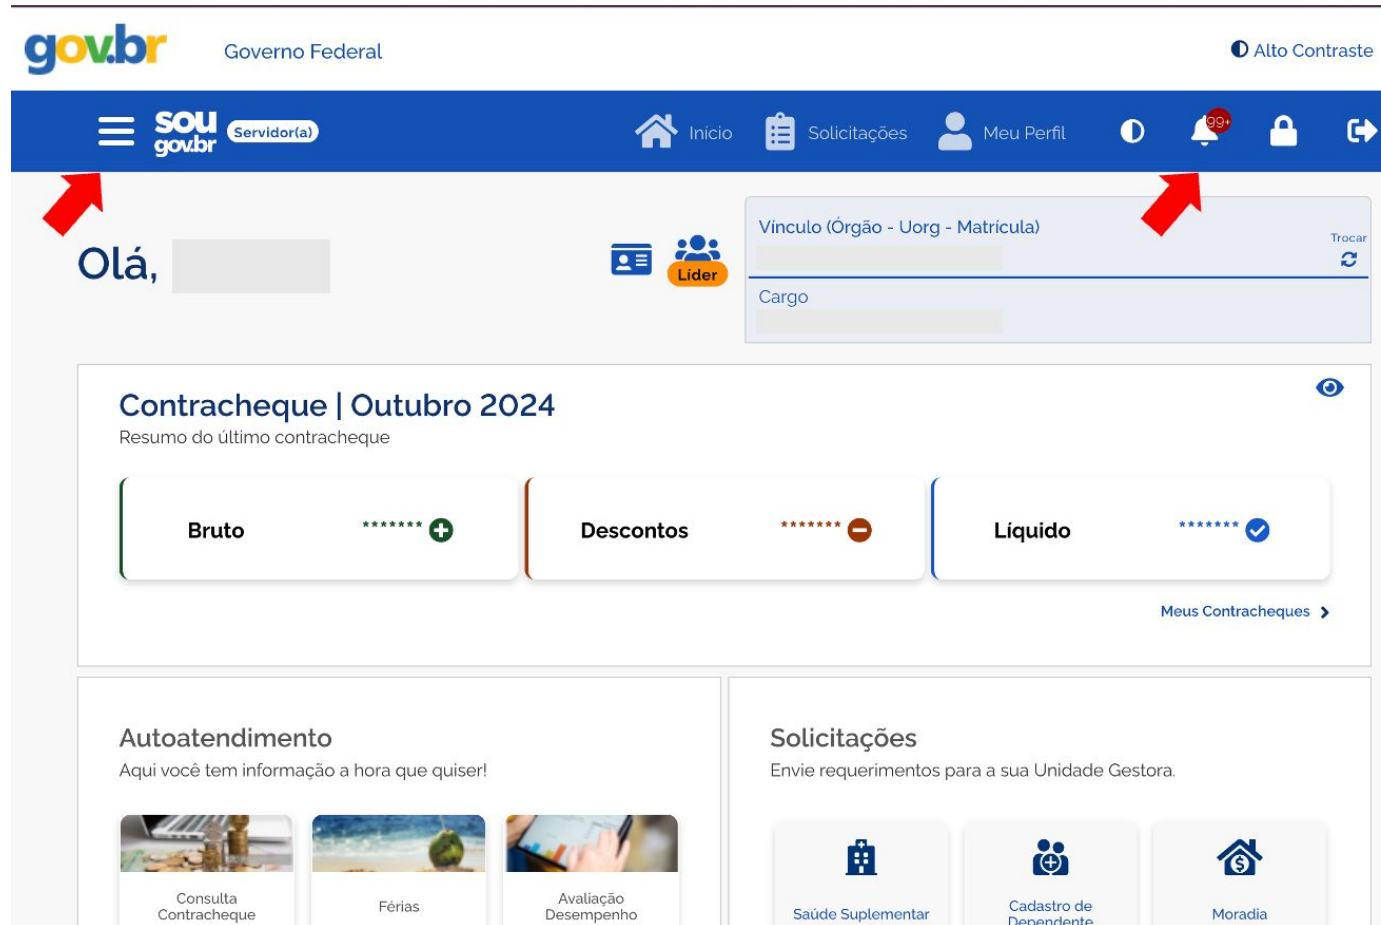 gov.br
Governo Federal
Alto Contraste
sou
gov.br
Servidor(a)
Início
Solicitações
Meu Perfil
99+
Olá,
Líder
Vínculo (Órgão - Uorg - Matrícula)
Trocar
Cargo
Contracheque | Outubro 2024
Resumo do último contracheque
Bruto ******* 
Descontos *******
Líquido *******
Meus Contracheques
Autoatendimento
Aqui você tem informação a hora que quiser!
Consulta
Contracheque
Férias
Avaliação
Desempenho
Solicitações
Envie requerimentos para a sua Unidade Gestora.
Saúde Suplementar
Cadastro de
Dependente
Moradia